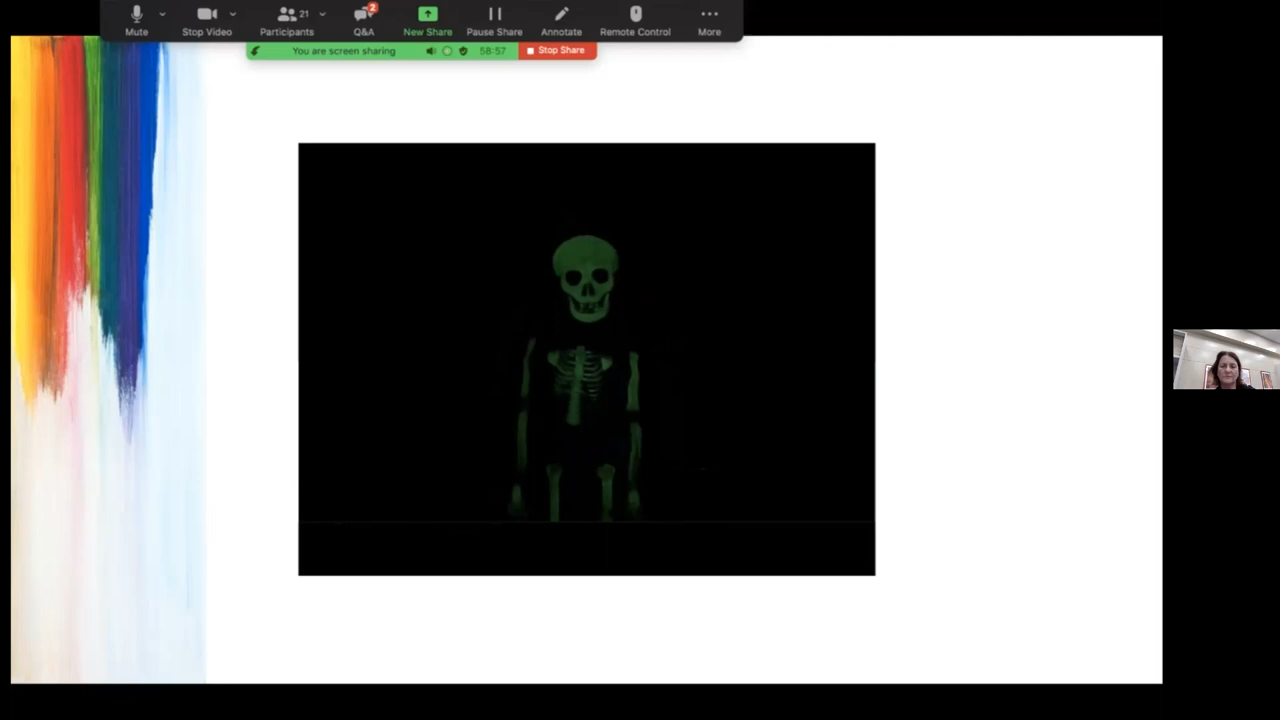 Mute
Stop Video
21
Participants
2
Q&A
New Share
Pause Share
Annotate
Remote Control
More
You are screen sharing
58:57
Stop Share